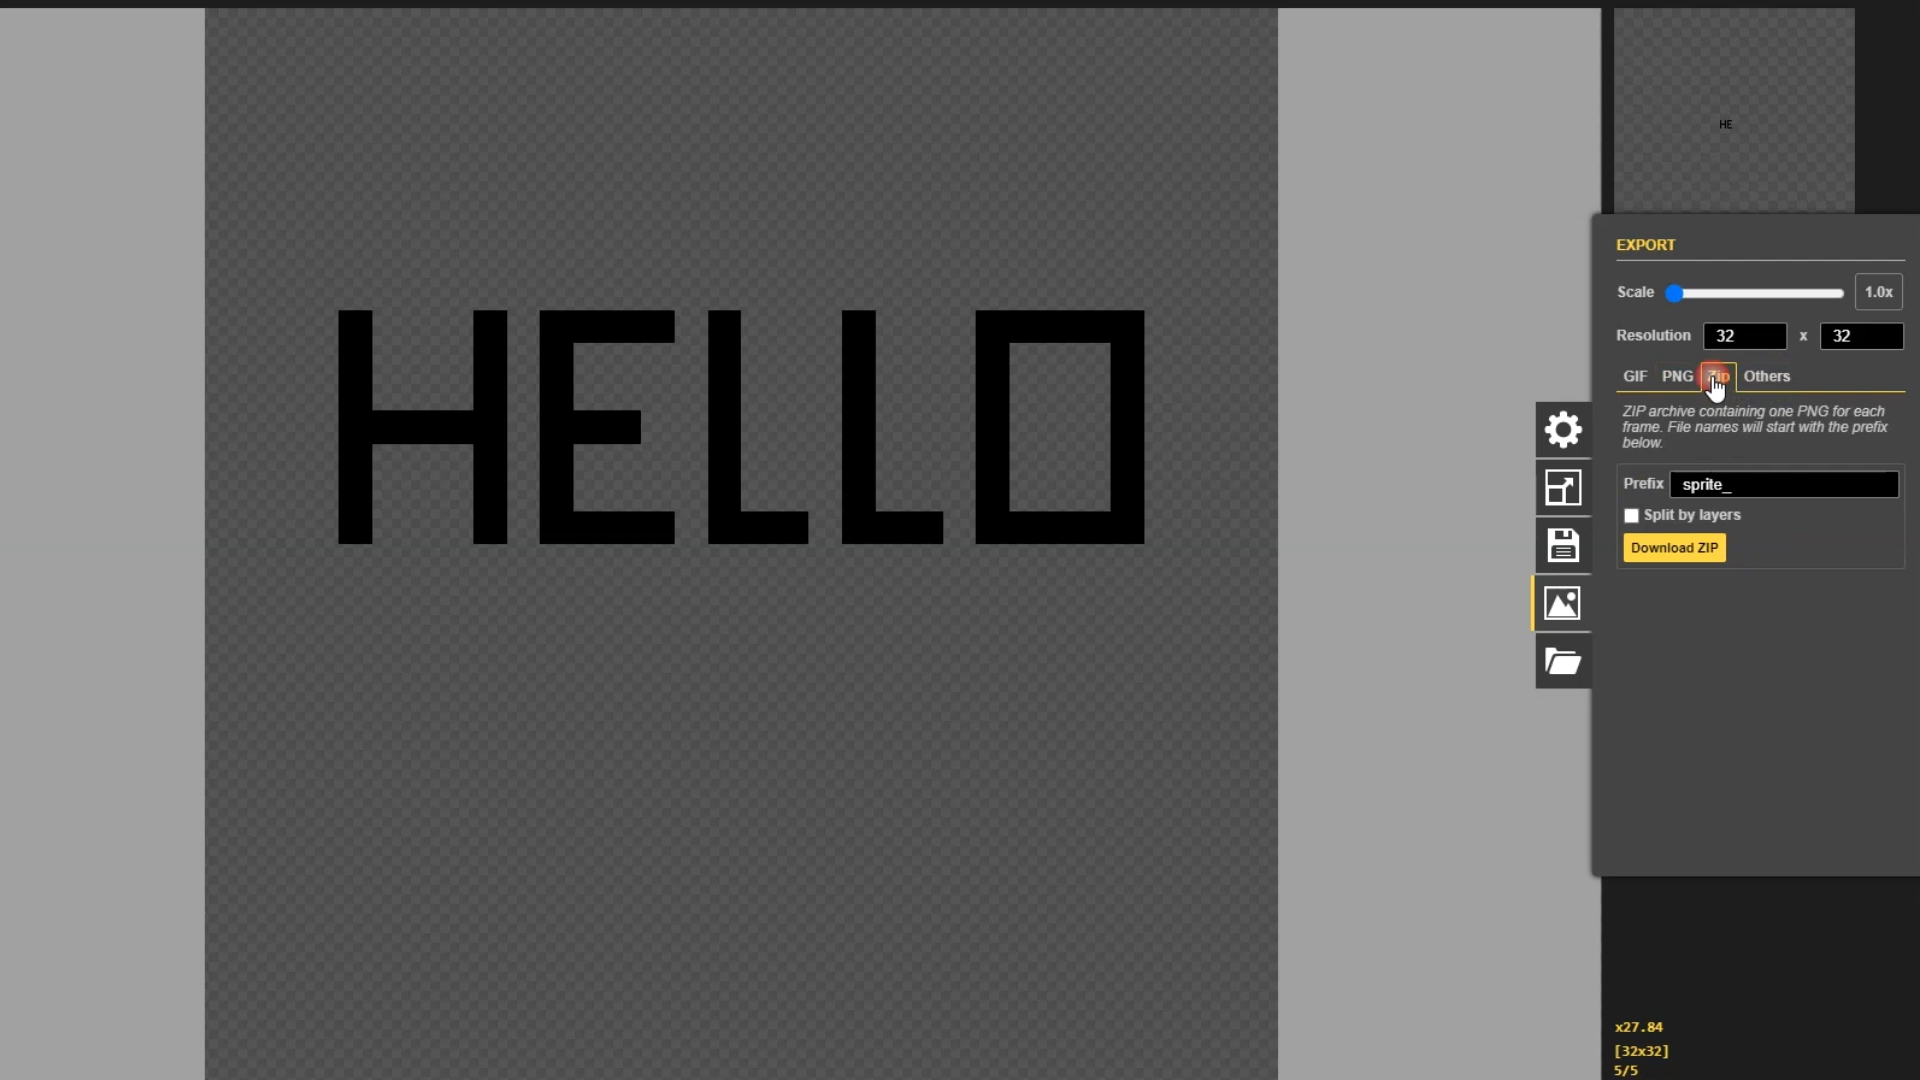 HELLO
HE
EXPORT
Scale 1.0x
Resolution 32 x 32
GIF PNG Zip Others
ZIP archive containing one PNG for each
frame. File names will start with the prefix
below.
Prefix sprite_
Split by layers
Download ZIP
x27.84
[32x32]
5/5